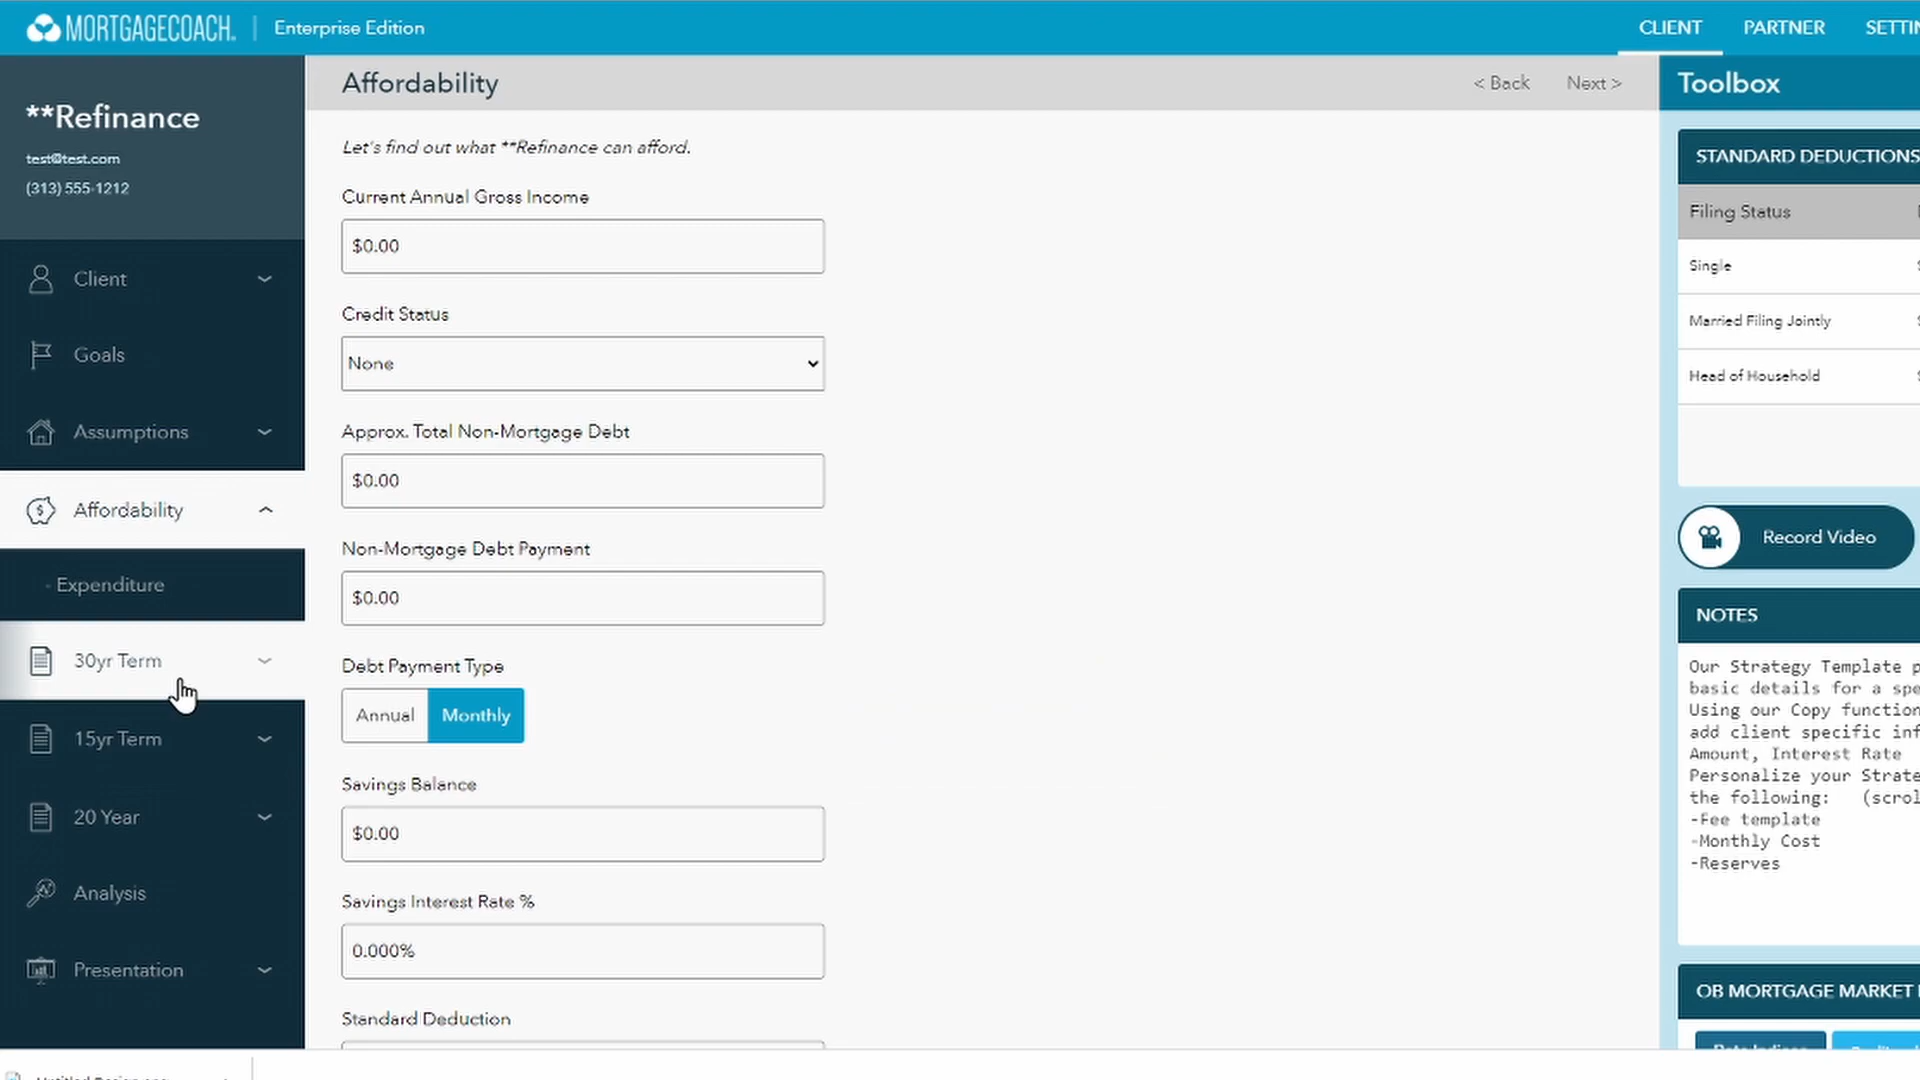 MORTGAGECOACH. Enterprise Edition
CLIENT PARTNER
**Refinance
test@test.com
(313) 555-1212
Client
Goals
Assumptions
Affordability
- Expenditure
30yr Term
15yr Term
20 Year
Analysis
Presentation
Affordability
< Back Next >
Let's find out what **Refinance can afford.
Current Annual Gross Income
$0.00
Credit Status
None
Approx. Total Non-Mortgage Debt
$0.00
Non-Mortgage Debt Payment
$0.00
Debt Payment Type
Annual Monthly
Savings Balance
$0.00
Savings Interest Rate %
0.000%
Standard Deduction
Toolbox
STANDARD DEDUCTIONS
Filing Status
Single
Married Filing Jointly
Head of Household
Record Video
NOTES
Our Strategy Template
basic details for a
Using our Copy function
add client specific
Amount, Interest Rate
Personalize your
the following:
-Fee template
-Monthly Cost
-Reserves
OB MORTGAGE MARKET